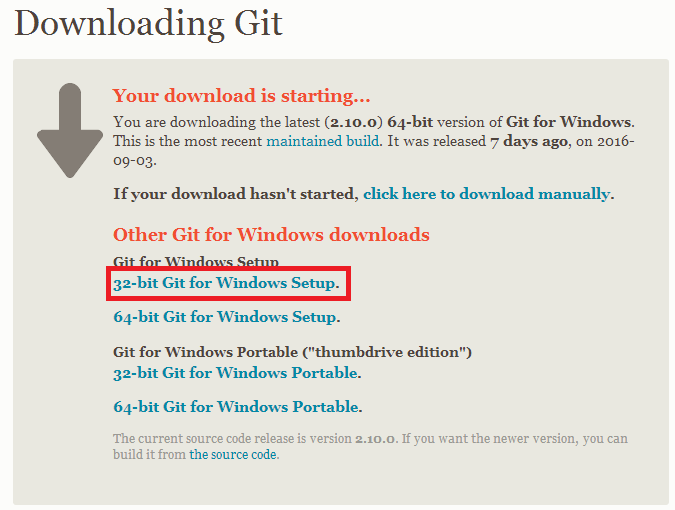 Downloading Git
Your download is starting...
You are downloading the latest (2.10.0) 64-bit version of Git for Windows.
This is the most recent maintained build. It was released 7 days ago, on 2016-
09-03.
If your download hasn't started, click here to download manually.
Other Git for Windows downloads
Git for Windows Setup
32-bit Git for Windows Setup.
64-bit Git for Windows Setup.
Git for Windows Portable ("thumbdrive edition")
32-bit Git for Windows Portable.
64-bit Git for Windows Portable.
The current source code release is version 2.10.0. If you want the newer version, you can
build it from the source code.